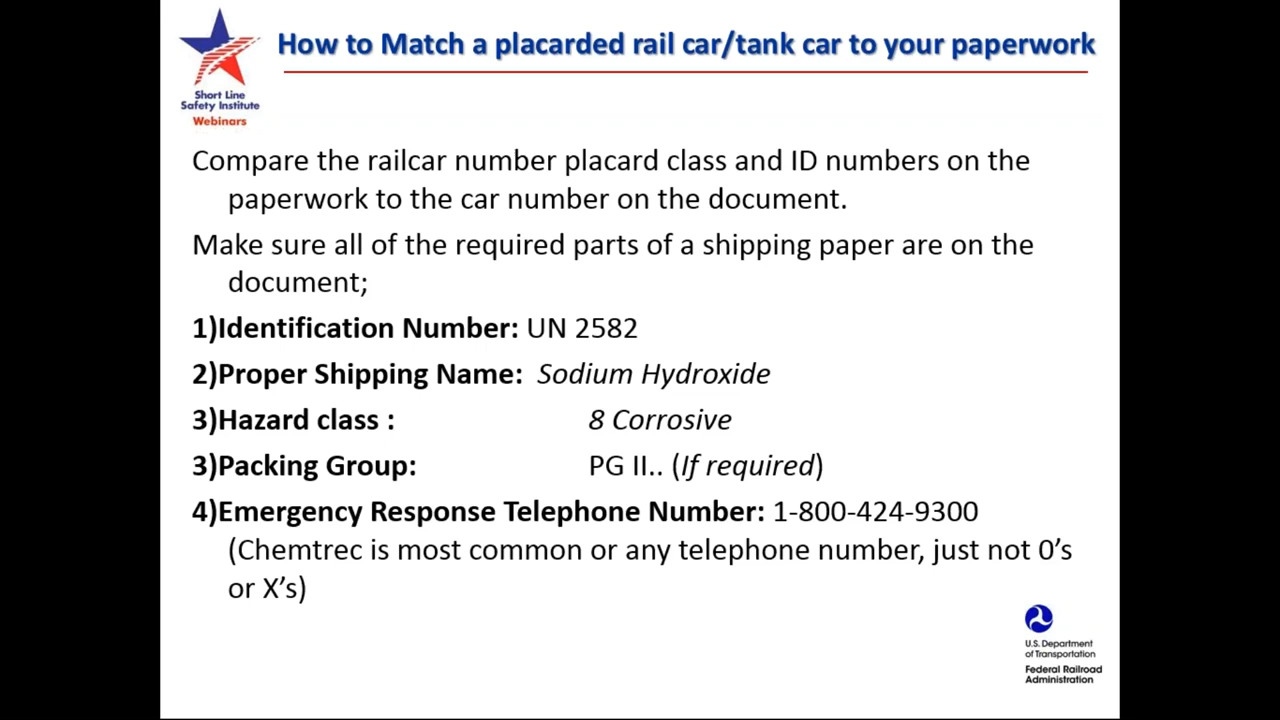 How to Match a placarded rail car/tank car to your paperwork
Short Line
Safety Institute
Webinars
Compare the railcar number placard class and ID numbers on the
paperwork to the car number on the document.
Make sure all of the required parts of a shipping paper are on the
document;
1)Identification Number: UN 2582
2)Proper Shipping Name: Sodium Hydroxide
3)Hazard class : 8 Corrosive
3)Packing Group: PG II.. (If required)
4)Emergency Response Telephone Number: 1-800-424-9300
(Chemtrec is most common or any telephone number, just not 0’s
or X’s)
U.S. Department
of Transportation
Federal Railroad
Administration